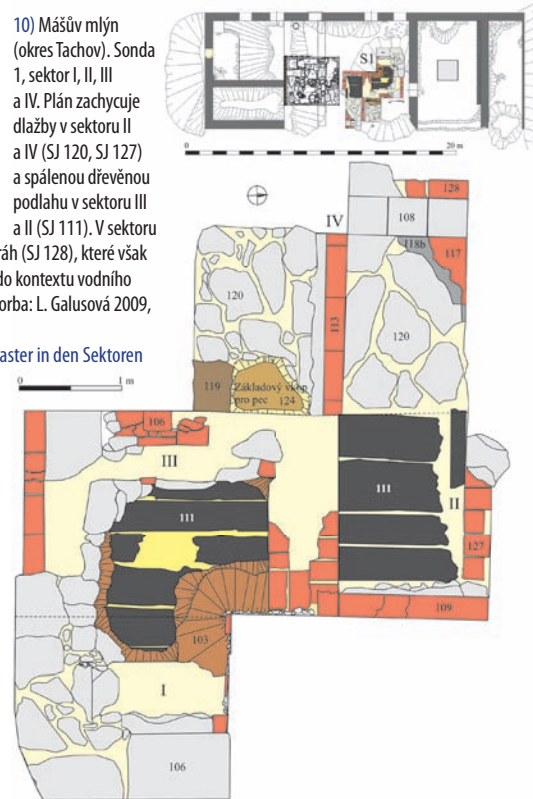 10) Mášův mlýn
(okres Tachov). Sonda
1, sektor I, II, III
a IV. Plán zachycuje
dlažby v sektoru II
a IV (SJ 120, SJ 127)
a spálenou dřevěnou
podlahu v sektoru III
a II (SJ 111). V sektoru
ráh (SJ 128), které však
do kontextu vodního
orba: L. Galusová 2009,
aster in den Sektoren
S1
0 20 m
0 1 m
IV
128
108
118b
117
120
113
120
119
Základový vkop
pro pec 124
106
III
111
111
II
127
109
103
I
106